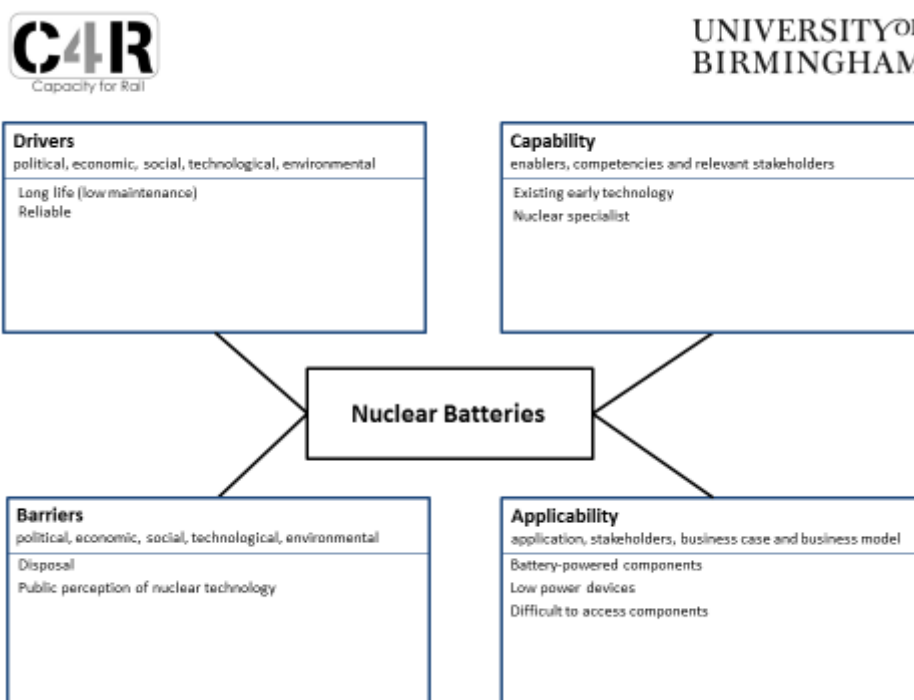 C4R
Capacity for Rail
UNIVERSITY OF
BIRMINGHAM
Drivers
political, economic, social, technological, environmental
Long life (low maintenance)
Reliable
Capability
enablers, competencies and relevant stakeholders
Existing early technology
Nuclear specialist
Nuclear Batteries
Barriers
political, economic, social, technological, environmental
Disposal
Public perception of nuclear technology
Applicability
application, stakeholders, business case and business model
Battery-powered components
Low power devices
Difficult to access components